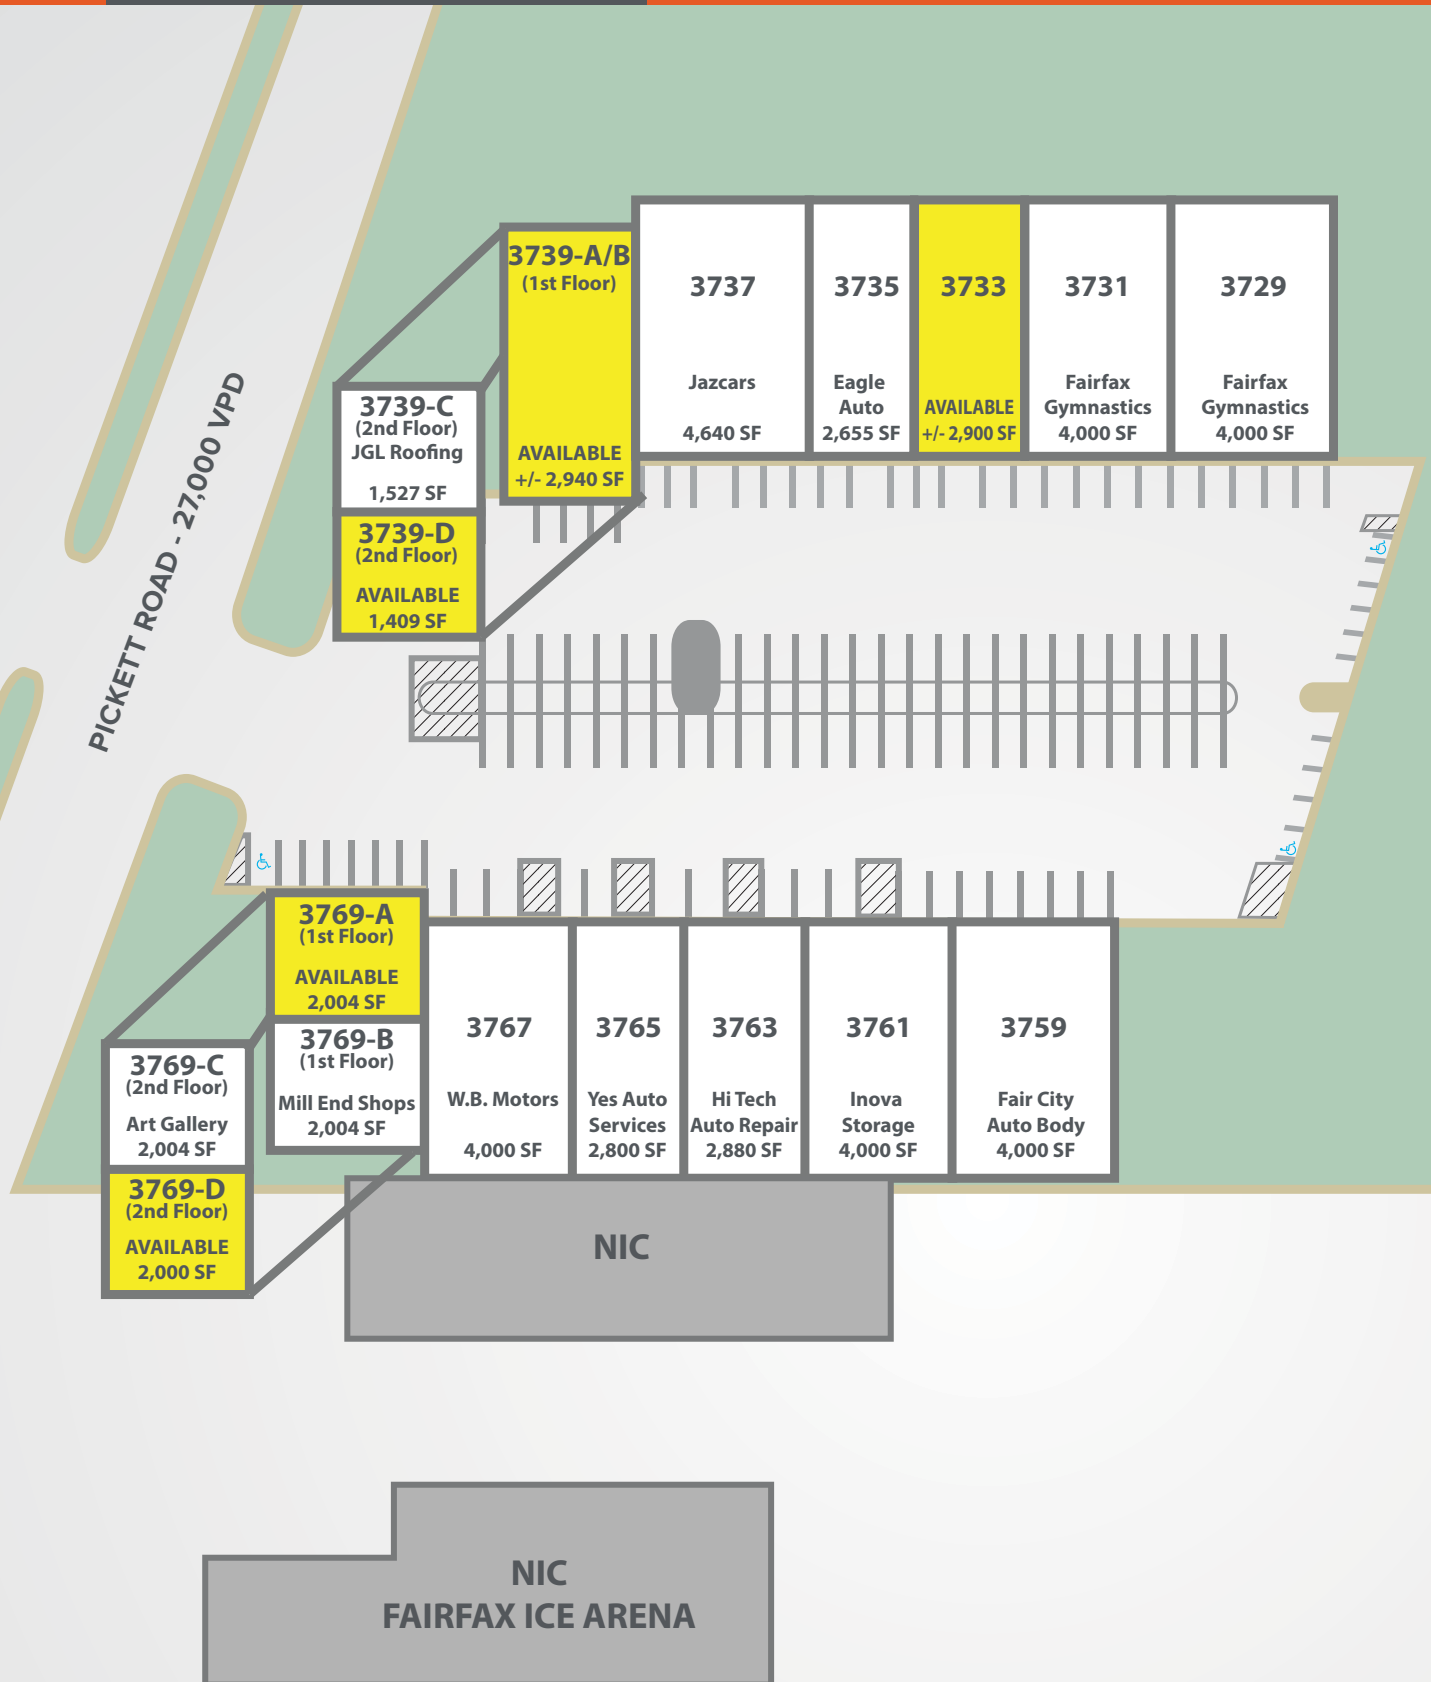 3739-A/B
(1st Floor)
AVAILABLE
+/- 2,940 SF
3737
Jazcars
4,640 SF
3735
Eagle
Auto
2,655 SF
3733
AVAILABLE
+/- 2,900 SF
3731
Fairfax
Gymnastics
4,000 SF
3729
Fairfax
Gymnastics
4,000 SF
3739-C
(2nd Floor)
JGL Roofing
1,527 SF
3739-D
(2nd Floor)
AVAILABLE
1,409 SF
PICKETT ROAD - 27,000 VPD
3769-A
(1st Floor)
AVAILABLE
2,004 SF
3769-B
(1st Floor)
Mill End Shops
2,004 SF
3769-C
(2nd Floor)
Art Gallery
2,004 SF
3769-D
(2nd Floor)
AVAILABLE
2,000 SF
3767
W.B. Motors
4,000 SF
3765
Yes Auto
Services
2,800 SF
3763
Hi Tech
Auto Repair
2,880 SF
3761
Inova
Storage
4,000 SF
3759
Fair City
Auto Body
4,000 SF
NIC
NIC
FAIRFAX ICE ARENA